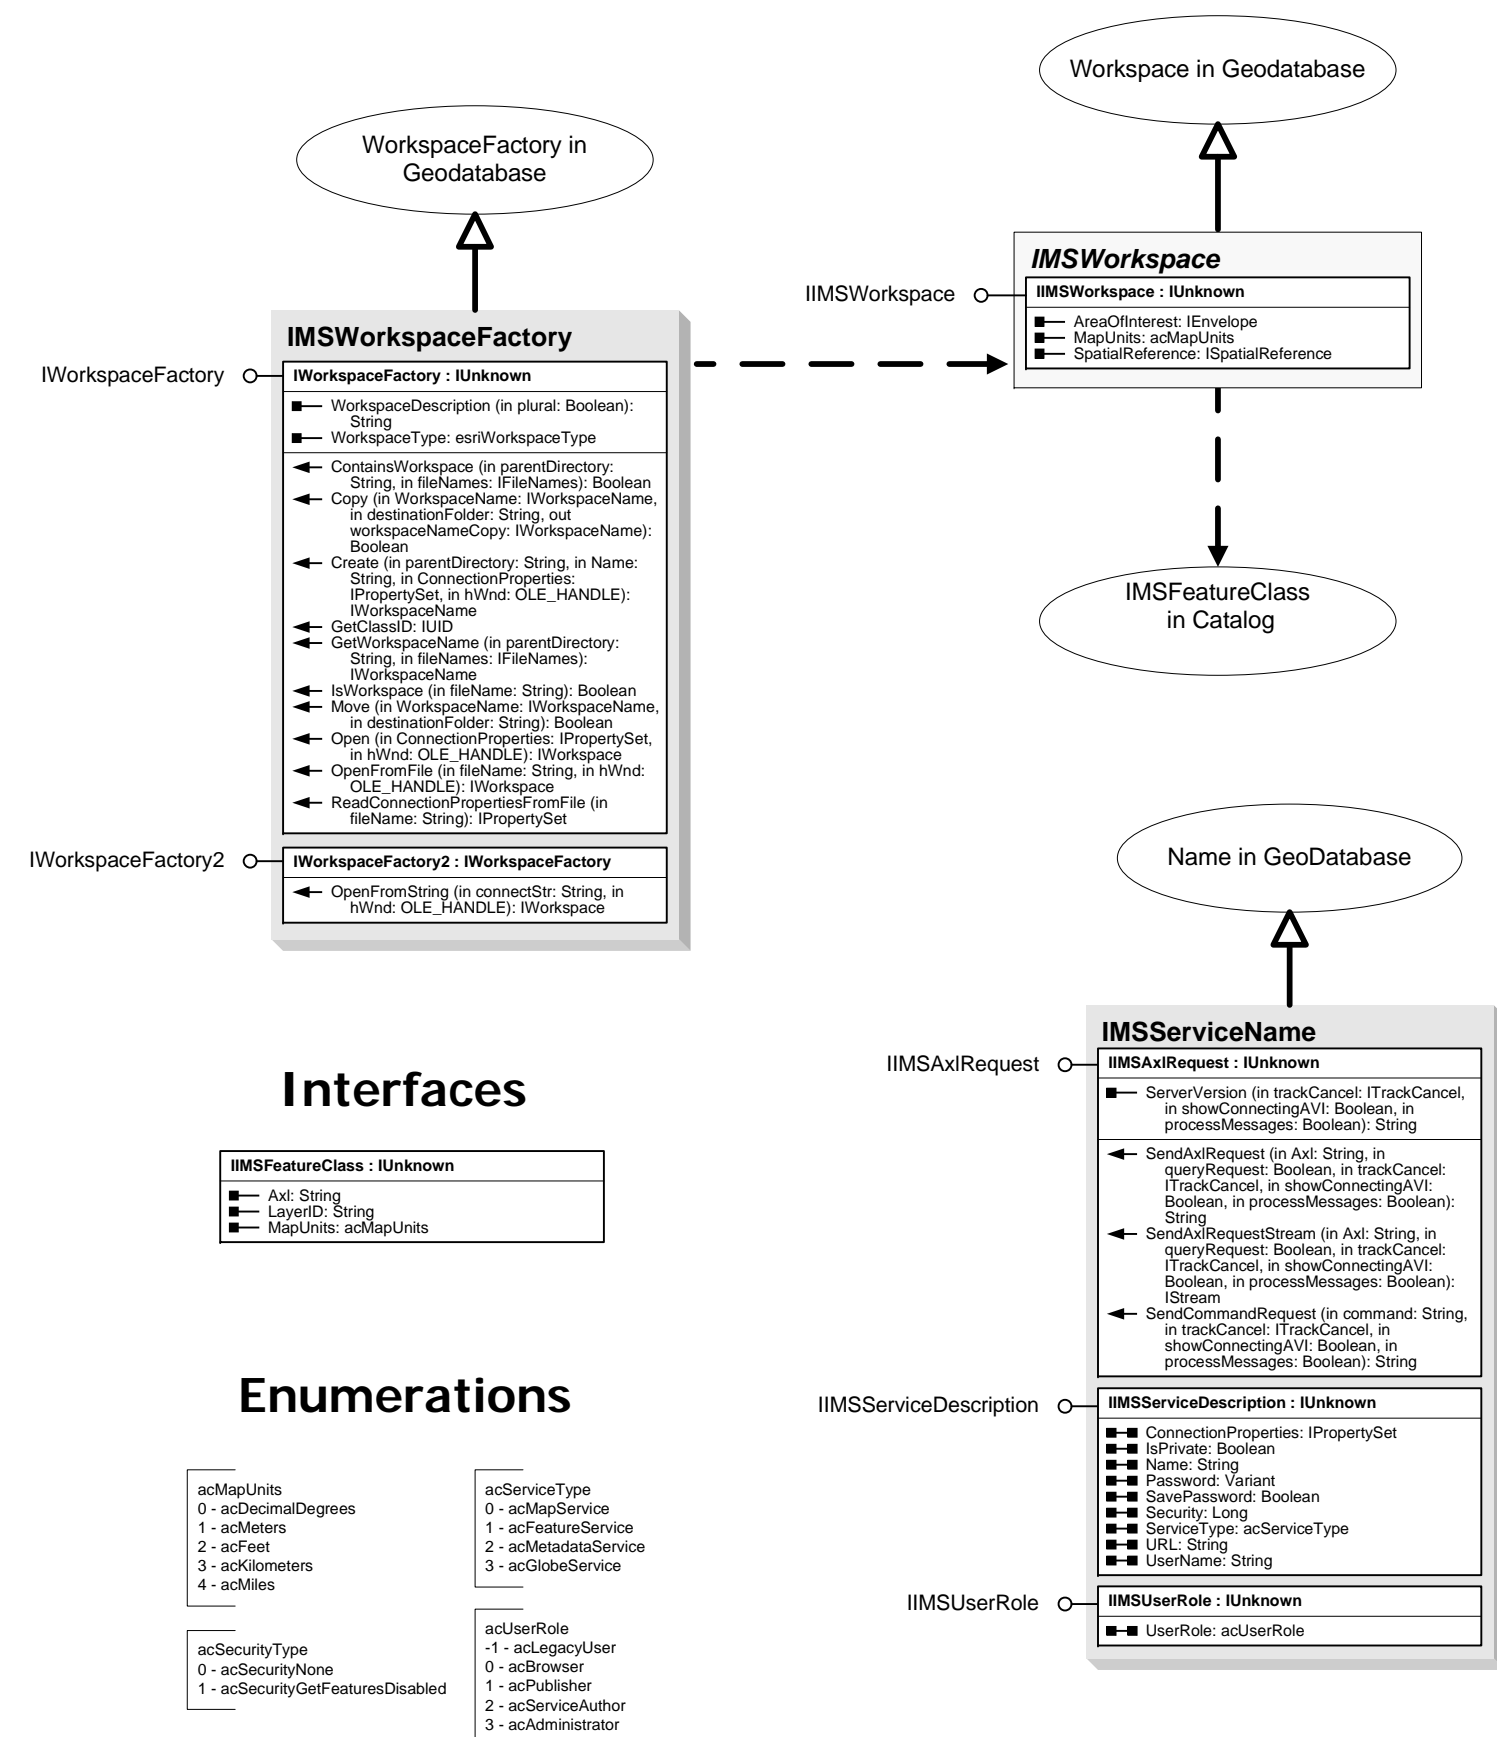 Workspace in Geodatabase
WorkspaceFactory in
Geodatabase
IMSWorkspace
IIMSWorkspace
IIMSWorkspace : IUnknown
AreaOfInterest: IEnvelope
MapUnits: acMapUnits
SpatialReference: ISpatialReference
IMSWorkspaceFactory
IWorkspaceFactory
IWorkspaceFactory : IUnknown
WorkspaceDescription (in plural: Boolean):
String
WorkspaceType: esriWorkspaceType
ContainsWorkspace (in parentDirectory:
String, in fileNames: IFileNames): Boolean
Copy (in WorkspaceName: IWorkspaceName,
in destinationFolder: String, out
workspaceNameCopy: IWorkspaceName):
Boolean
Create (in parentDirectory: String, in Name:
String, in ConnectionProperties:
IPropertySet, in hWnd: OLE_HANDLE):
IWorkspaceName
GetClassID: IUID
GetWorkspaceName (in parentDirectory:
String, in fileNames: IFileNames):
IWorkspaceName
IsWorkspace (in fileName: String): Boolean
Move (in WorkspaceName: IWorkspaceName,
in destinationFolder: String): Boolean
Open (in ConnectionProperties: IPropertySet,
in hWnd: OLE_HANDLE): IWorkspace
OpenFromFile (in fileName: String, in hWnd:
OLE_HANDLE): IWorkspace
ReadConnectionPropertiesFromFile (in
fileName: String): IPropertySet
IWorkspaceFactory2
IWorkspaceFactory2 : IWorkspaceFactory
OpenFromString (in connectStr: String, in
hWnd: OLE_HANDLE): IWorkspace
IMSFeatureClass
in Catalog
Name in GeoDatabase
IMSServiceName
IIMSAxlRequest
IIMSAxlRequest : IUnknown
ServerVersion (in trackCancel: ITrackCancel,
in showConnectingAVI: Boolean, in
processMessages: Boolean): String
SendAxlRequest (in Axl: String, in
queryRequest: Boolean, in trackCancel:
ITrackCancel, in showConnectingAVI:
Boolean, in processMessages: Boolean):
String
SendAxlRequestStream (in Axl: String, in
queryRequest: Boolean, in trackCancel:
ITrackCancel, in showConnectingAVI:
Boolean, in processMessages: Boolean):
IStream
SendCommandRequest (in command: String,
in trackCancel: ITrackCancel, in
showConnectingAVI: Boolean, in
processMessages: Boolean): String
IIMSServiceDescription
IIMSServiceDescription : IUnknown
ConnectionProperties: IPropertySet
IsPrivate: Boolean
Name: String
Password: Variant
SavePassword: Boolean
Security: Long
ServiceType: acServiceType
URL: String
UserName: String
IIMSUserRole
IIMSUserRole : IUnknown
UserRole: acUserRole
Interfaces
IIMSFeatureClass : IUnknown
Axl: String
LayerID: String
MapUnits: acMapUnits
Enumerations
acMapUnits
0 - acDecimalDegrees
1 - acMeters
2 - acFeet
3 - acKilometers
4 - acMiles
acServiceType
0 - acMapService
1 - acFeatureService
2 - acMetadataService
3 - acGlobeService
acSecurityType
0 - acSecurityNone
1 - acSecurityGetFeaturesDisabled
acUserRole
-1 - acLegacyUser
0 - acBrowser
1 - acPublisher
2 - acServiceAuthor
3 - acAdministrator